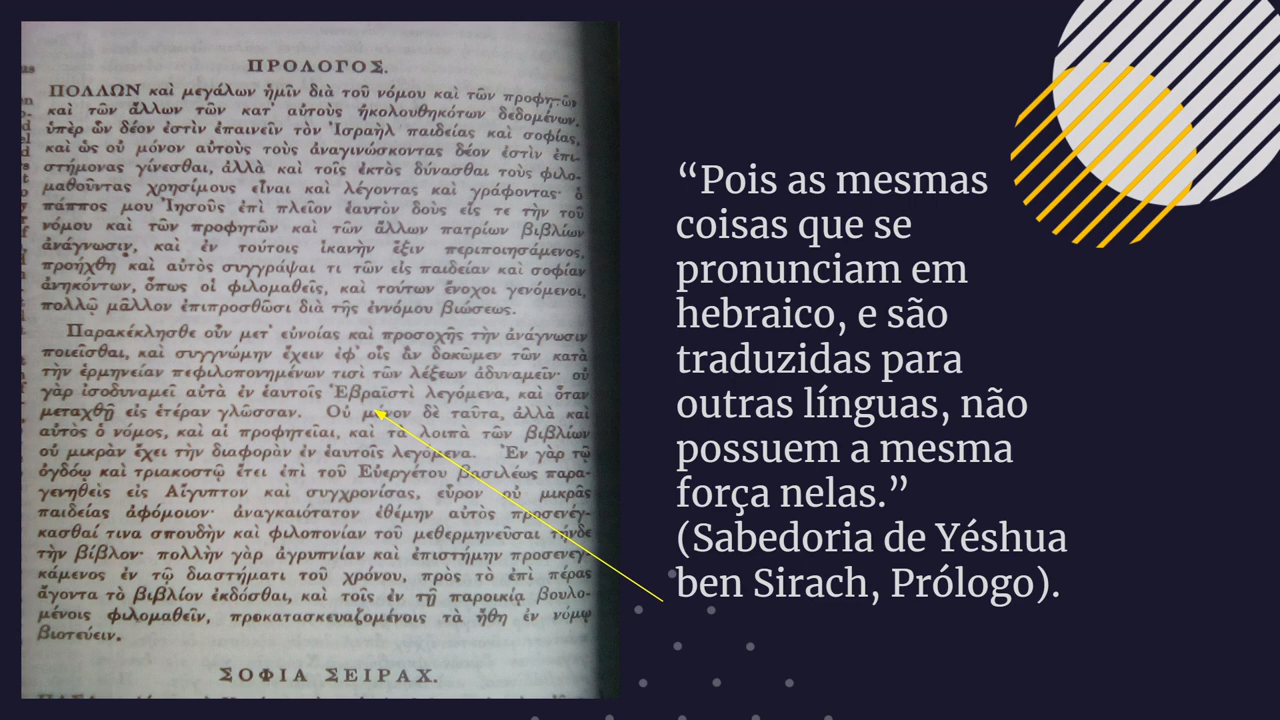 ΠΡΟΛΟΓΟΣ.
ΠΟΛΛΩΝ καὶ μεγάλων ἡμῖν διὰ τοῦ νόμου καὶ τῶν προφητῶν
καὶ τῶν ἄλλων τῶν κατ' αὐτοὺς ἠκολουθηκότων δεδομένων,
ὑπὲρ ὧν δέον ἐστὶν ἐπαινεῖν τὸν Ἰσραὴλ παιδείας καὶ σοφίας,
καὶ ὡς οὐ μόνον αὐτοὺς τοὺς ἀναγινώσκοντας δέον ἐστὶν ἐπι-
στήμονας γίνεσθαι, ἀλλὰ καὶ τοῖς ἐκτὸς δύνασθαι τοὺς φιλο-
μαθοῦντας χρησίμους εἶναι καὶ λέγοντας καὶ γράφοντας· ὁ
πάππος μου Ἰησοῦς ἐπὶ πλεῖον ἑαυτὸν δοὺς εἴς τε τὴν τοῦ
νόμου καὶ τῶν προφητῶν καὶ τῶν ἄλλων πατρίων βιβλίων
ἀνάγνωσιν, καὶ ἐν τούτοις ἱκανὴν ἕξιν περιποιησάμενος,
προήχθη καὶ αὐτὸς συγγράψαι τι τῶν εἰς παιδείαν καὶ σοφίαν
ἀνηκόντων, ὅπως οἱ φιλομαθεῖς, καὶ τούτων ἔνοχοι γενόμενοι,
πολλῷ μᾶλλον ἐπιπροσθῶσι διὰ τῆς ἐννόμου βιώσεως.
Παρακέκλησθε οὖν μετ' εὐνοίας καὶ προσοχῆς τὴν ἀνάγνωσιν
ποιεῖσθαι, καὶ συγγνώμην ἔχειν ἐφ' οἷς ἂν δοκῶμεν τῶν κατὰ
τὴν ἑρμηνείαν πεφιλοπονημένων τισὶ τῶν λέξεων ἀδυναμεῖν· οὐ
γὰρ ἰσοδυναμεῖ αὐτὰ ἐν ἑαυτοῖς Ἑβραϊστὶ λεγόμενα, καὶ ὅταν
μεταχθῇ εἰς ἑτέραν γλῶσσαν. Οὐ μόνον δὲ ταῦτα, ἀλλὰ καὶ
αὐτὸς ὁ νόμος, καὶ αἱ προφητεῖαι, καὶ τὰ λοιπὰ τῶν βιβλίων
οὐ μικρὰν ἔχει τὴν διαφορὰν ἐν ἑαυτοῖς λεγόμενα. Ἐν γὰρ τῷ
ὀγδόῳ καὶ τριακοστῷ ἔτει ἐπὶ τοῦ Εὐεργέτου βασιλέως παρα-
γενηθεὶς εἰς Αἴγυπτον καὶ συγχρονίσας, εὗρον οὐ μικρᾶς
παιδείας ἀφόμοιον· ἀναγκαιότατον ἐθέμην αὐτὸς προσενέγ-
κασθαί τινα σπουδὴν καὶ φιλοπονίαν τοῦ μεθερμηνεῦσαι τήνδε
τὴν βίβλον· πολλὴν γὰρ ἀγρυπνίαν καὶ ἐπιστήμην προσενεγ-
κάμενος ἐν τῷ διαστήματι τοῦ χρόνου, πρὸς τὸ ἐπὶ πέρας
ἄγοντα τὸ βιβλίον ἐκδόσθαι, καὶ τοῖς ἐν τῇ παροικίᾳ βουλο-
μένοις φιλομαθεῖν, προκατασκευαζομένοις τὰ ἤθη ἐν νόμῳ
βιοτεύειν.
ΣΟΦΙΑ ΣΕΙΡΑΧ.
“Pois as mesmas
coisas que se
pronunciam em
hebraico, e são
traduzidas para
outras línguas, não
possuem a mesma
força nelas.”
(Sabedoria de Yéshua
ben Sirach, Prólogo).